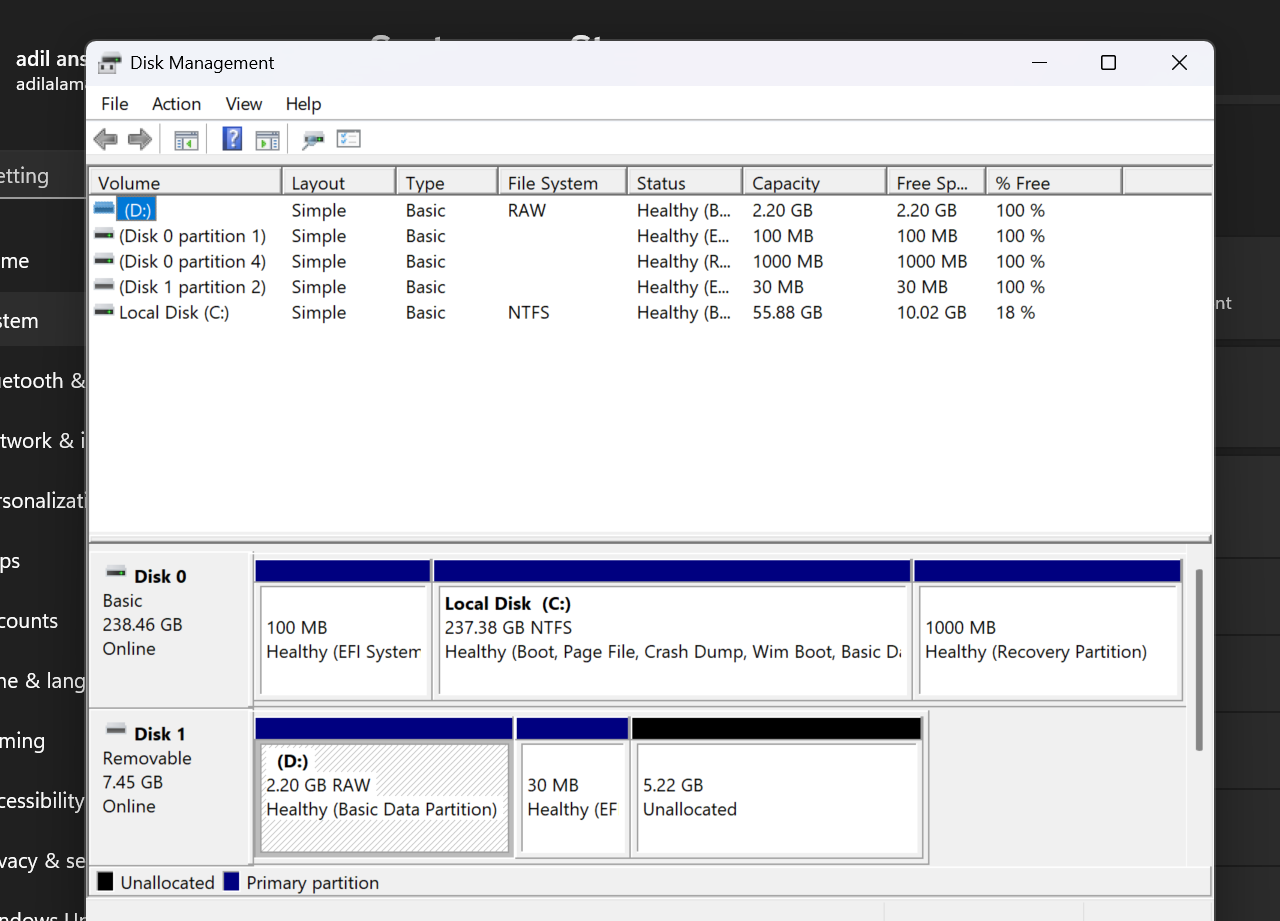 adil ans
adilalam
Disk Management
File Action View Help
Volume Layout Type File System Status Capacity Free Sp... % Free
(D:) Simple Basic RAW Healthy (B... 2.20 GB 2.20 GB 100 %
(Disk 0 partition 1) Simple Basic Healthy (E... 100 MB 100 MB 100 %
(Disk 0 partition 4) Simple Basic Healthy (R... 1000 MB 1000 MB 100 %
(Disk 1 partition 2) Simple Basic Healthy (E... 30 MB 30 MB 100 %
Local Disk (C:) Simple Basic NTFS Healthy (B... 55.88 GB 10.02 GB 18 %
Disk 0
Basic
238.46 GB
Online
100 MB
Healthy (EFI System
Local Disk (C:)
237.38 GB NTFS
Healthy (Boot, Page File, Crash Dump, Wim Boot, Basic Da
1000 MB
Healthy (Recovery Partition)
Disk 1
Removable
7.45 GB
Online
(D:)
2.20 GB RAW
Healthy (Basic Data Partition)
30 MB
Healthy (EF
5.22 GB
Unallocated
Unallocated Primary partition
etting
me
stem
uetooth &
twork & i
rsonalizati
ps
counts
ne & lang
ming
cessibility
vacy & se
ndows Up
nt